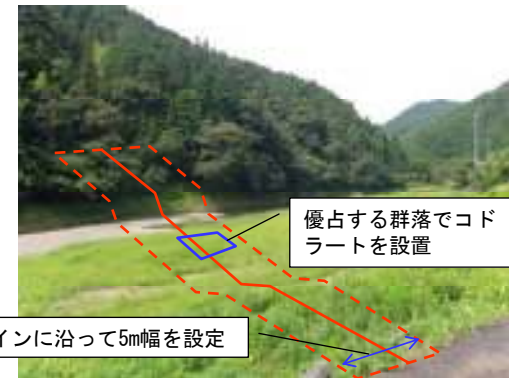 優占する群落でコド
ラートを設置
インに沿って5m幅を設定